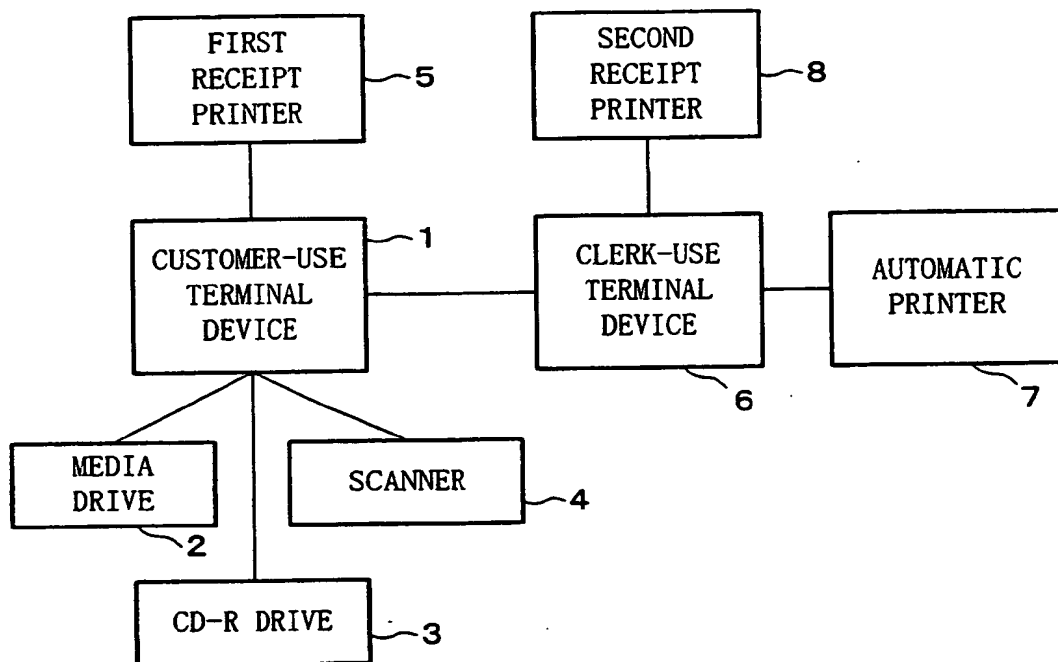 FIRST
RECEIPT
PRINTER
5
SECOND
RECEIPT
PRINTER
8
CUSTOMER-USE
TERMINAL
DEVICE
1
CLERK-USE
TERMINAL
DEVICE
6
AUTOMATIC
PRINTER
7
MEDIA
DRIVE
2
SCANNER
4
CD-R DRIVE
3